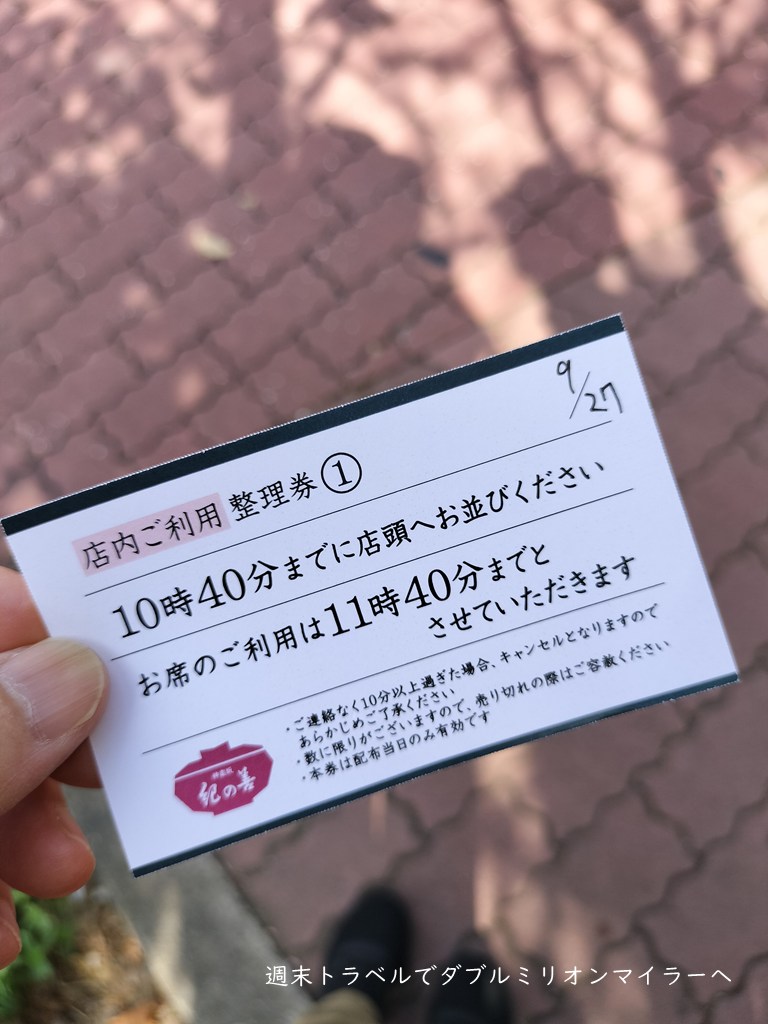 9/27
店内ご利用 整理券①
10時40分までに店頭へお並びください
お席のご利用は11時40分までと
させていただきます
・ご連絡なく10分以上過ぎた場合、キャンセルとなりますので
あらかじめご了承ください
・数に限りがございますので、売り切れの際はご容赦ください
・本券は配布当日のみ有効です
神楽坂
紀の善
週末トラベルでダブルミリオンマイラーへ